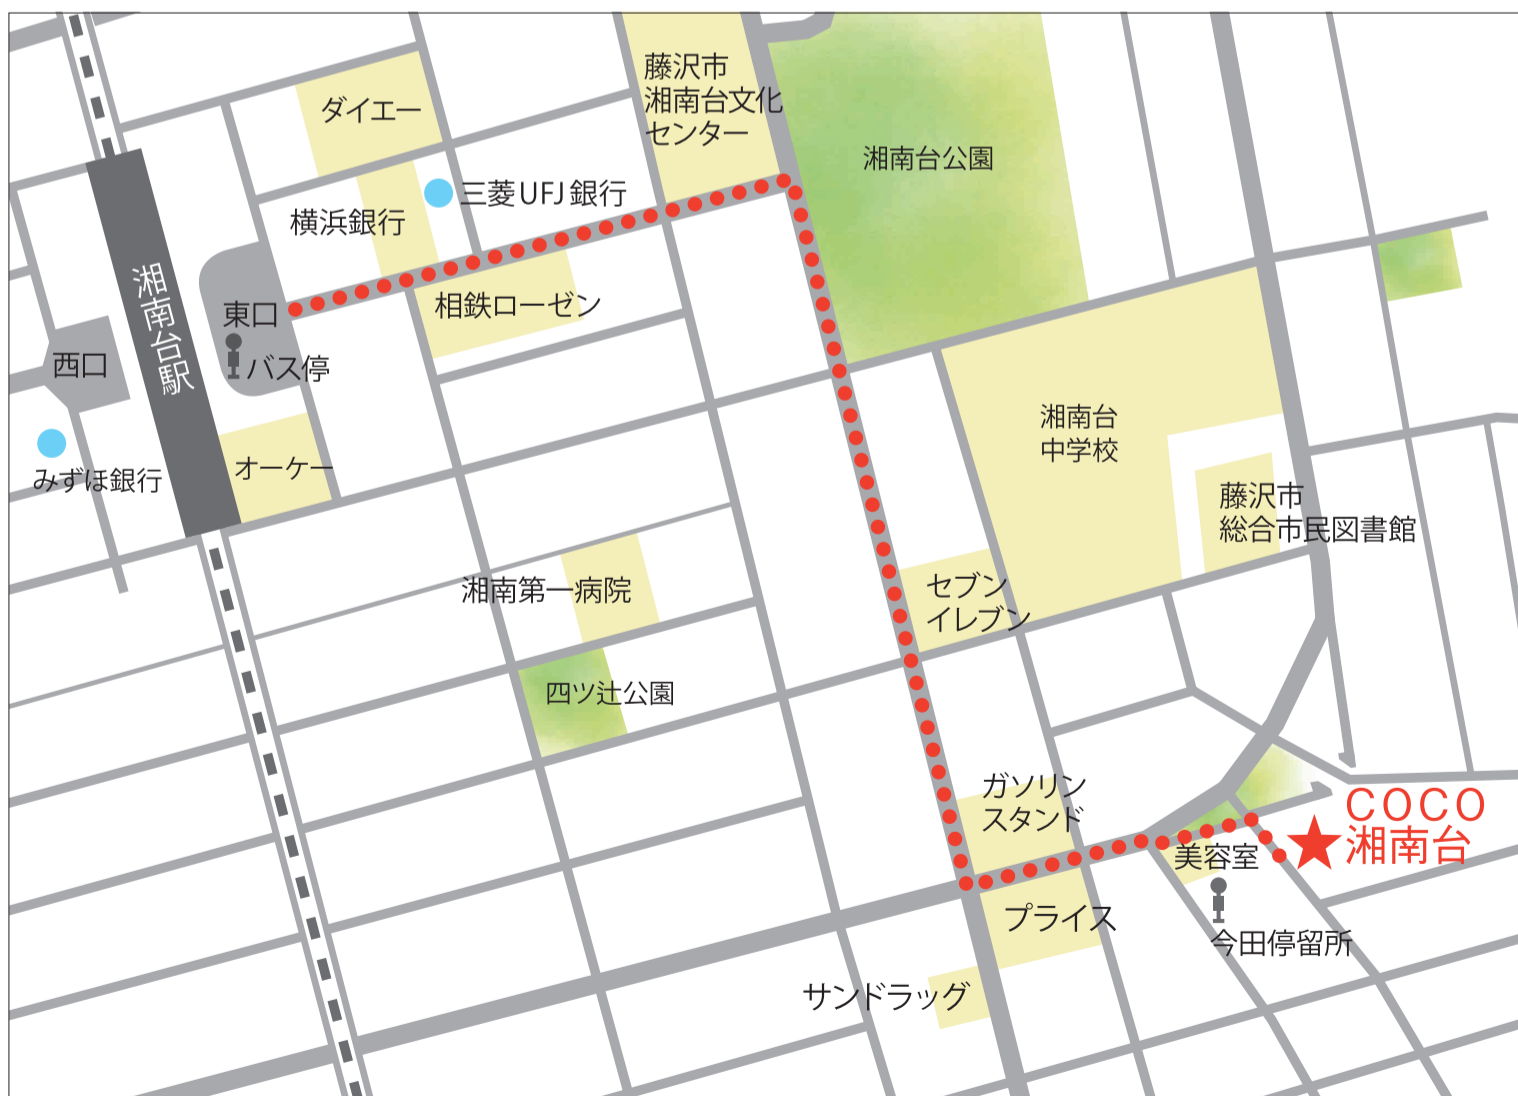 藤沢市
湘南台文化
センター
ダイエー
湘南台公園
三菱UFJ銀行
横浜銀行
湘南台駅
東口
相鉄ローゼン
バス停
西口
湘南台
中学校
オーケー
みずほ銀行
藤沢市
総合市民図書館
セブン
イレブン
湘南第一病院
四ツ辻公園
ガソリン
スタンド
COCO
湘南台
美容室
プライス
今田停留所
サンドラッグ